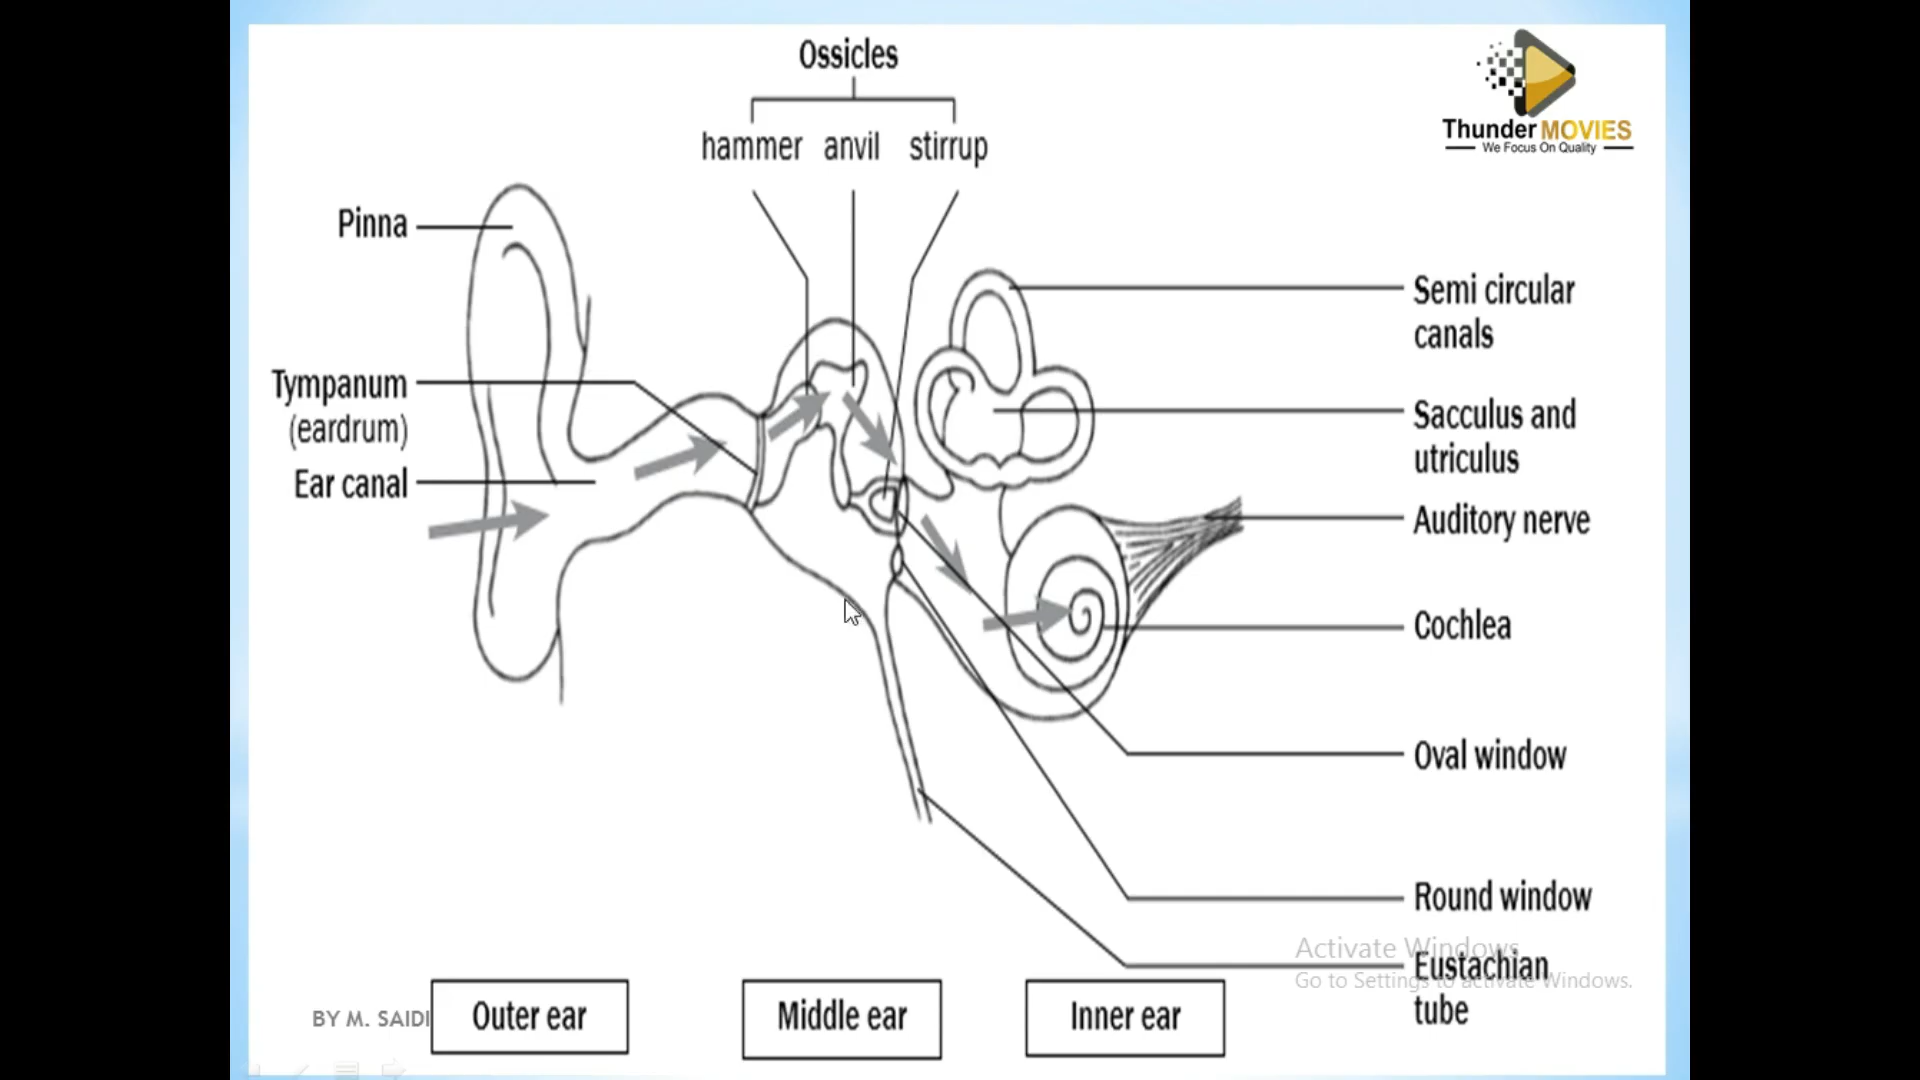 Ossicles
hammer anvil stirrup
Thunder MOVIES
We Focus On Quality
Pinna
Tympanum
(eardrum)
Ear canal
Semi circular
canals
Sacculus and
utriculus
Auditory nerve
Cochlea
Oval window
Round window
Eustachian
tube
Activate Windows
Go to Settings to activate Windows.
BY M. SAIDI
Outer ear
Middle ear
Inner ear